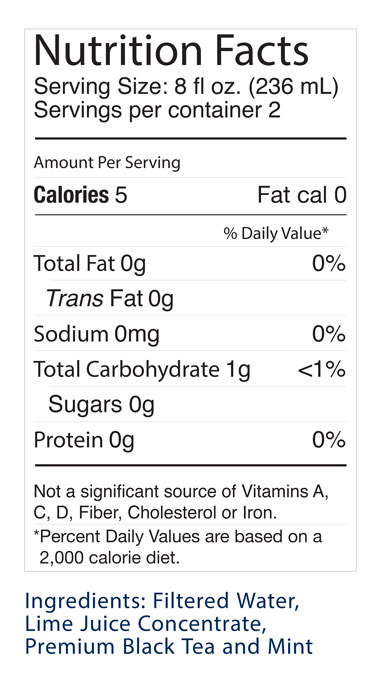 Nutrition Facts
Serving Size: 8 fl oz. (236 mL)
Servings per container 2
Amount Per Serving
Calories 5 Fat cal 0
% Daily Value*
Total Fat 0g 0%
Trans Fat 0g
Sodium 0mg 0%
Total Carbohydrate 1g <1%
Sugars 0g
Protein 0g 0%
Not a significant source of Vitamins A,
C, D, Fiber, Cholesterol or Iron.
*Percent Daily Values are based on a
2,000 calorie diet.
Ingredients: Filtered Water,
Lime Juice Concentrate,
Premium Black Tea and Mint